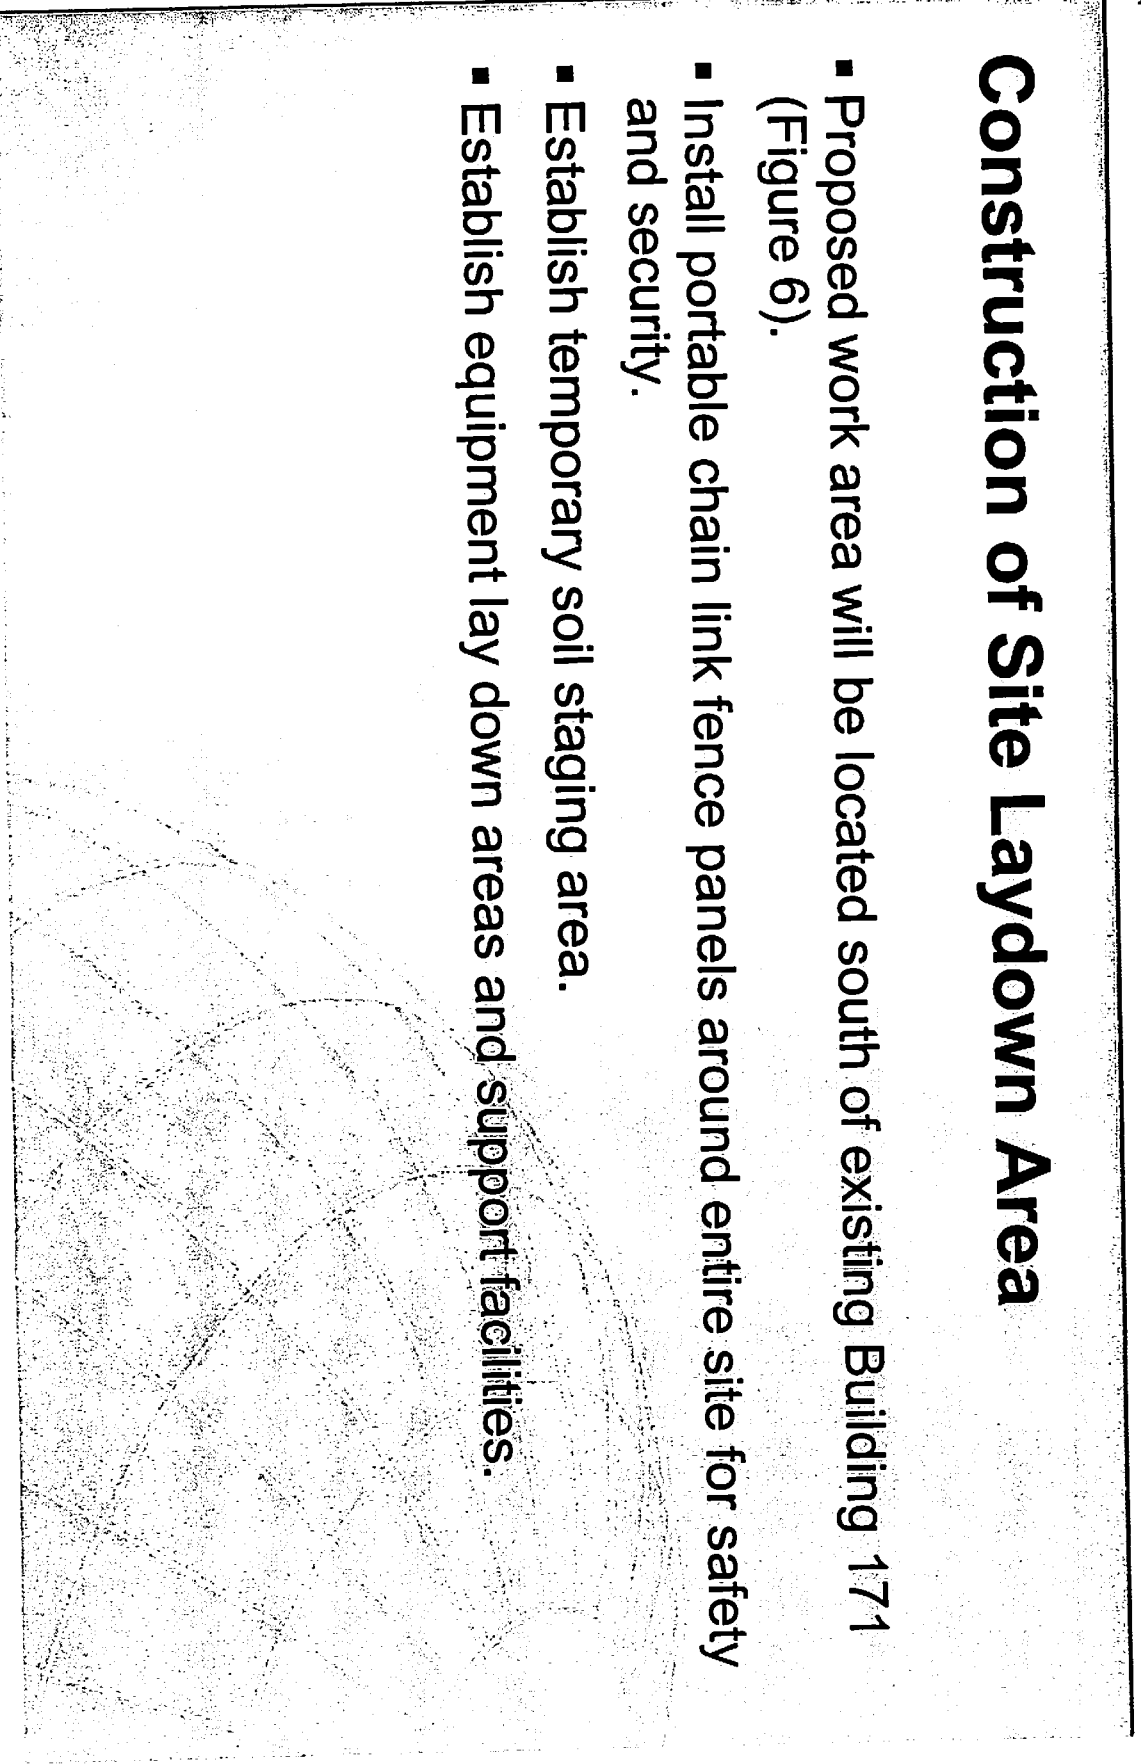 Construction of Site Laydown Area
▪ Proposed work area will be located south of existing Building 171
(Figure 6).
▪ Install portable chain link fence panels around entire site for safety
and security.
▪ Establish temporary soil staging area.
▪ Establish equipment lay down areas and support facilities.